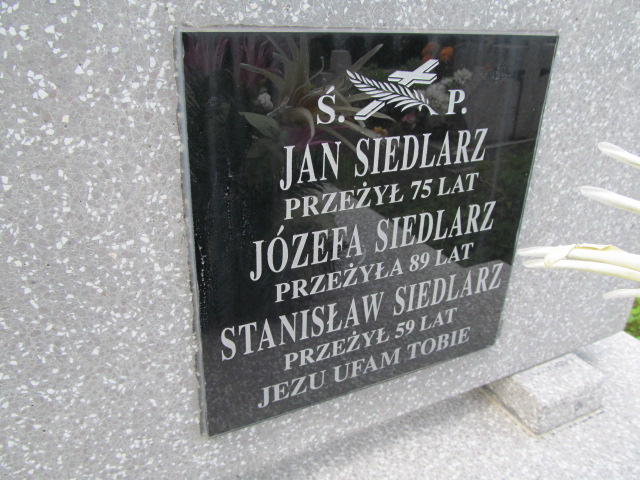 Ś. P.
JAN SIEDLARZ
PRZEŻYŁ 75 LAT
JÓZEFA SIEDLARZ
PRZEŻYŁA 89 LAT
STANISŁAW SIEDLARZ
PRZEŻYŁ 59 LAT
JEZU UFAM TOBIE